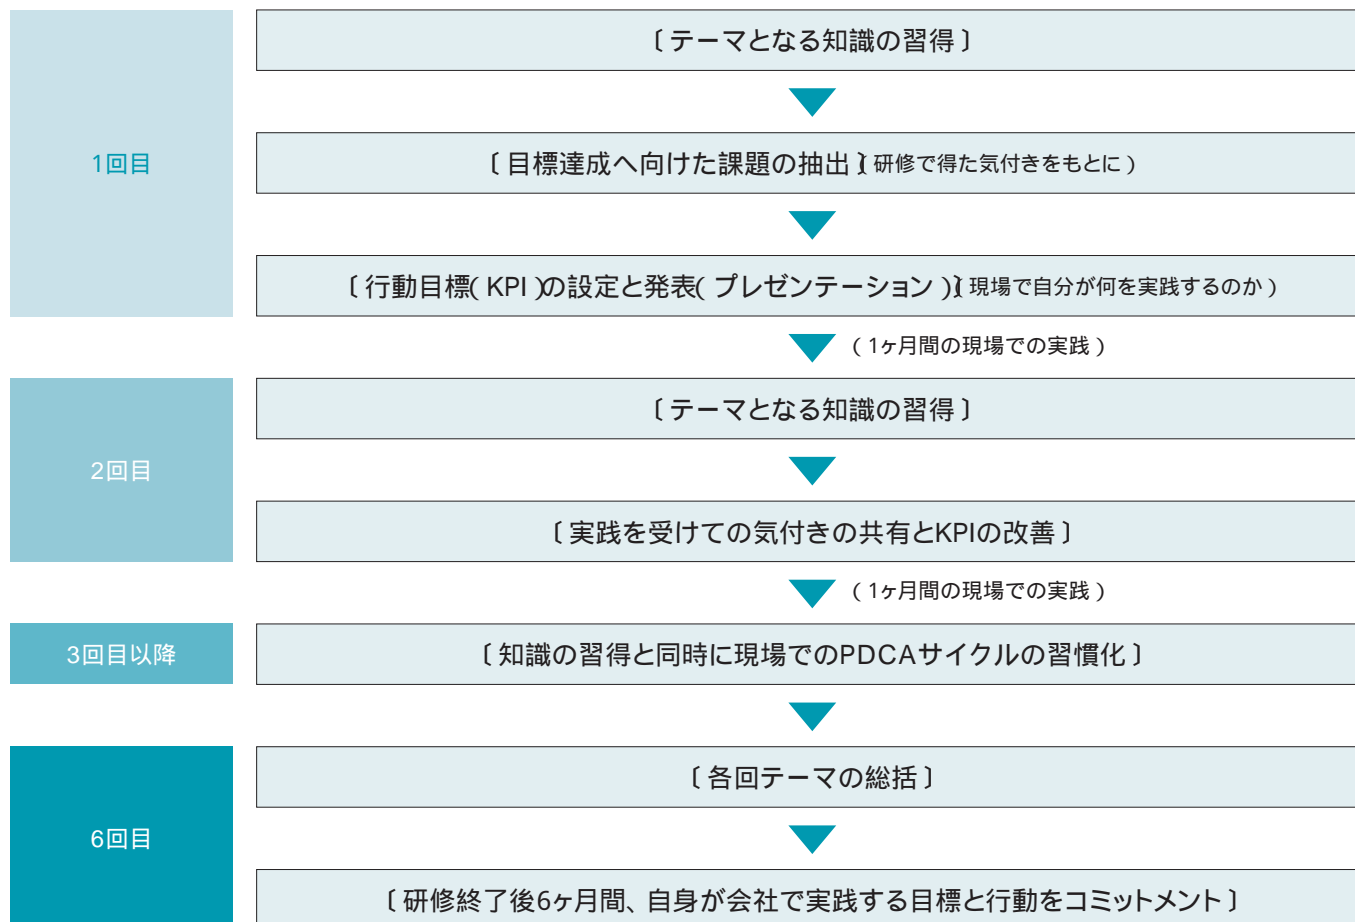 1回目
〔テーマとなる知識の習得〕
〔目標達成へ向けた課題の抽出〕(研修で得た気付きをもとに)
〔行動目標(KPI)の設定と発表(プレゼンテーション)〕(現場で自分が何を実践するのか)
(1ヶ月間の現場での実践)
2回目
〔テーマとなる知識の習得〕
〔実践を受けての気付きの共有とKPIの改善〕
(1ヶ月間の現場での実践)
3回目以降
〔知識の習得と同時に現場でのPDCAサイクルの習慣化〕
6回目
〔各回テーマの総括〕
〔研修終了後6ヶ月間、自身が会社で実践する目標と行動をコミットメント〕